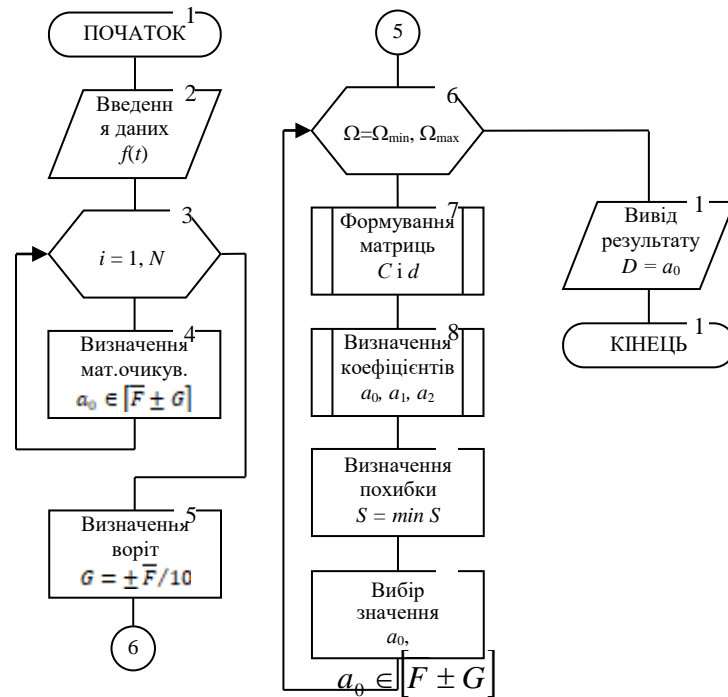 1
ПОЧАТОК
2
Введенн
я даних
f(t)
3
i = 1, N
4
Визначення
мат.очикув.
a₀ ∈ [F̅ ± G]
5
Визначення
воріт
G = ± F̅/10
6
5
6
Ω=Ωmin, Ωmax
7
Формування
матриць
C і d
8
Визначення
коефіцієнтів
a₀, a₁, a₂
Визначення
похибки
S = min S
Вибір
значення
a₀,
a₀ ∈ [F̅ ± G]
1
Вивід
результату
D = a₀
1
КІНЕЦЬ